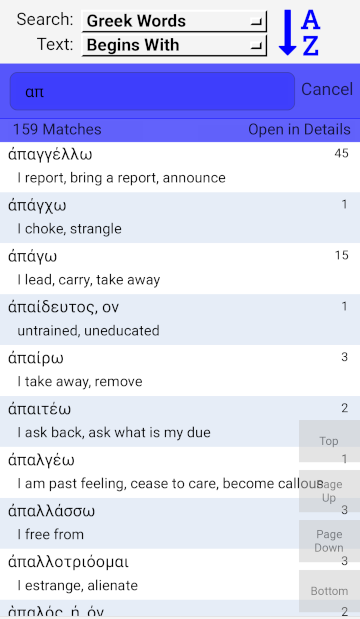 Search: Greek Words
A
Z
Text: Begins With
απ
Cancel
159 Matches Open in Details
ἀπαγγέλλω 45
I report, bring a report, announce
ἀπάγχω 1
I choke, strangle
ἀπάγω 15
I lead, carry, take away
ἀπαίδευτος, ον 1
untrained, uneducated
ἀπαίρω 3
I take away, remove
ἀπαιτέω 2
I ask back, ask what is my due
Top
ἀπαλγέω 1
I am past feeling, cease to care, become callous
Page
Up
ἀπαλλάσσω 3
I free from
Page
Down
ἀπαλλοτριόομαι 3
I estrange, alienate
Bottom
ἁπαλός, ή, όν 2